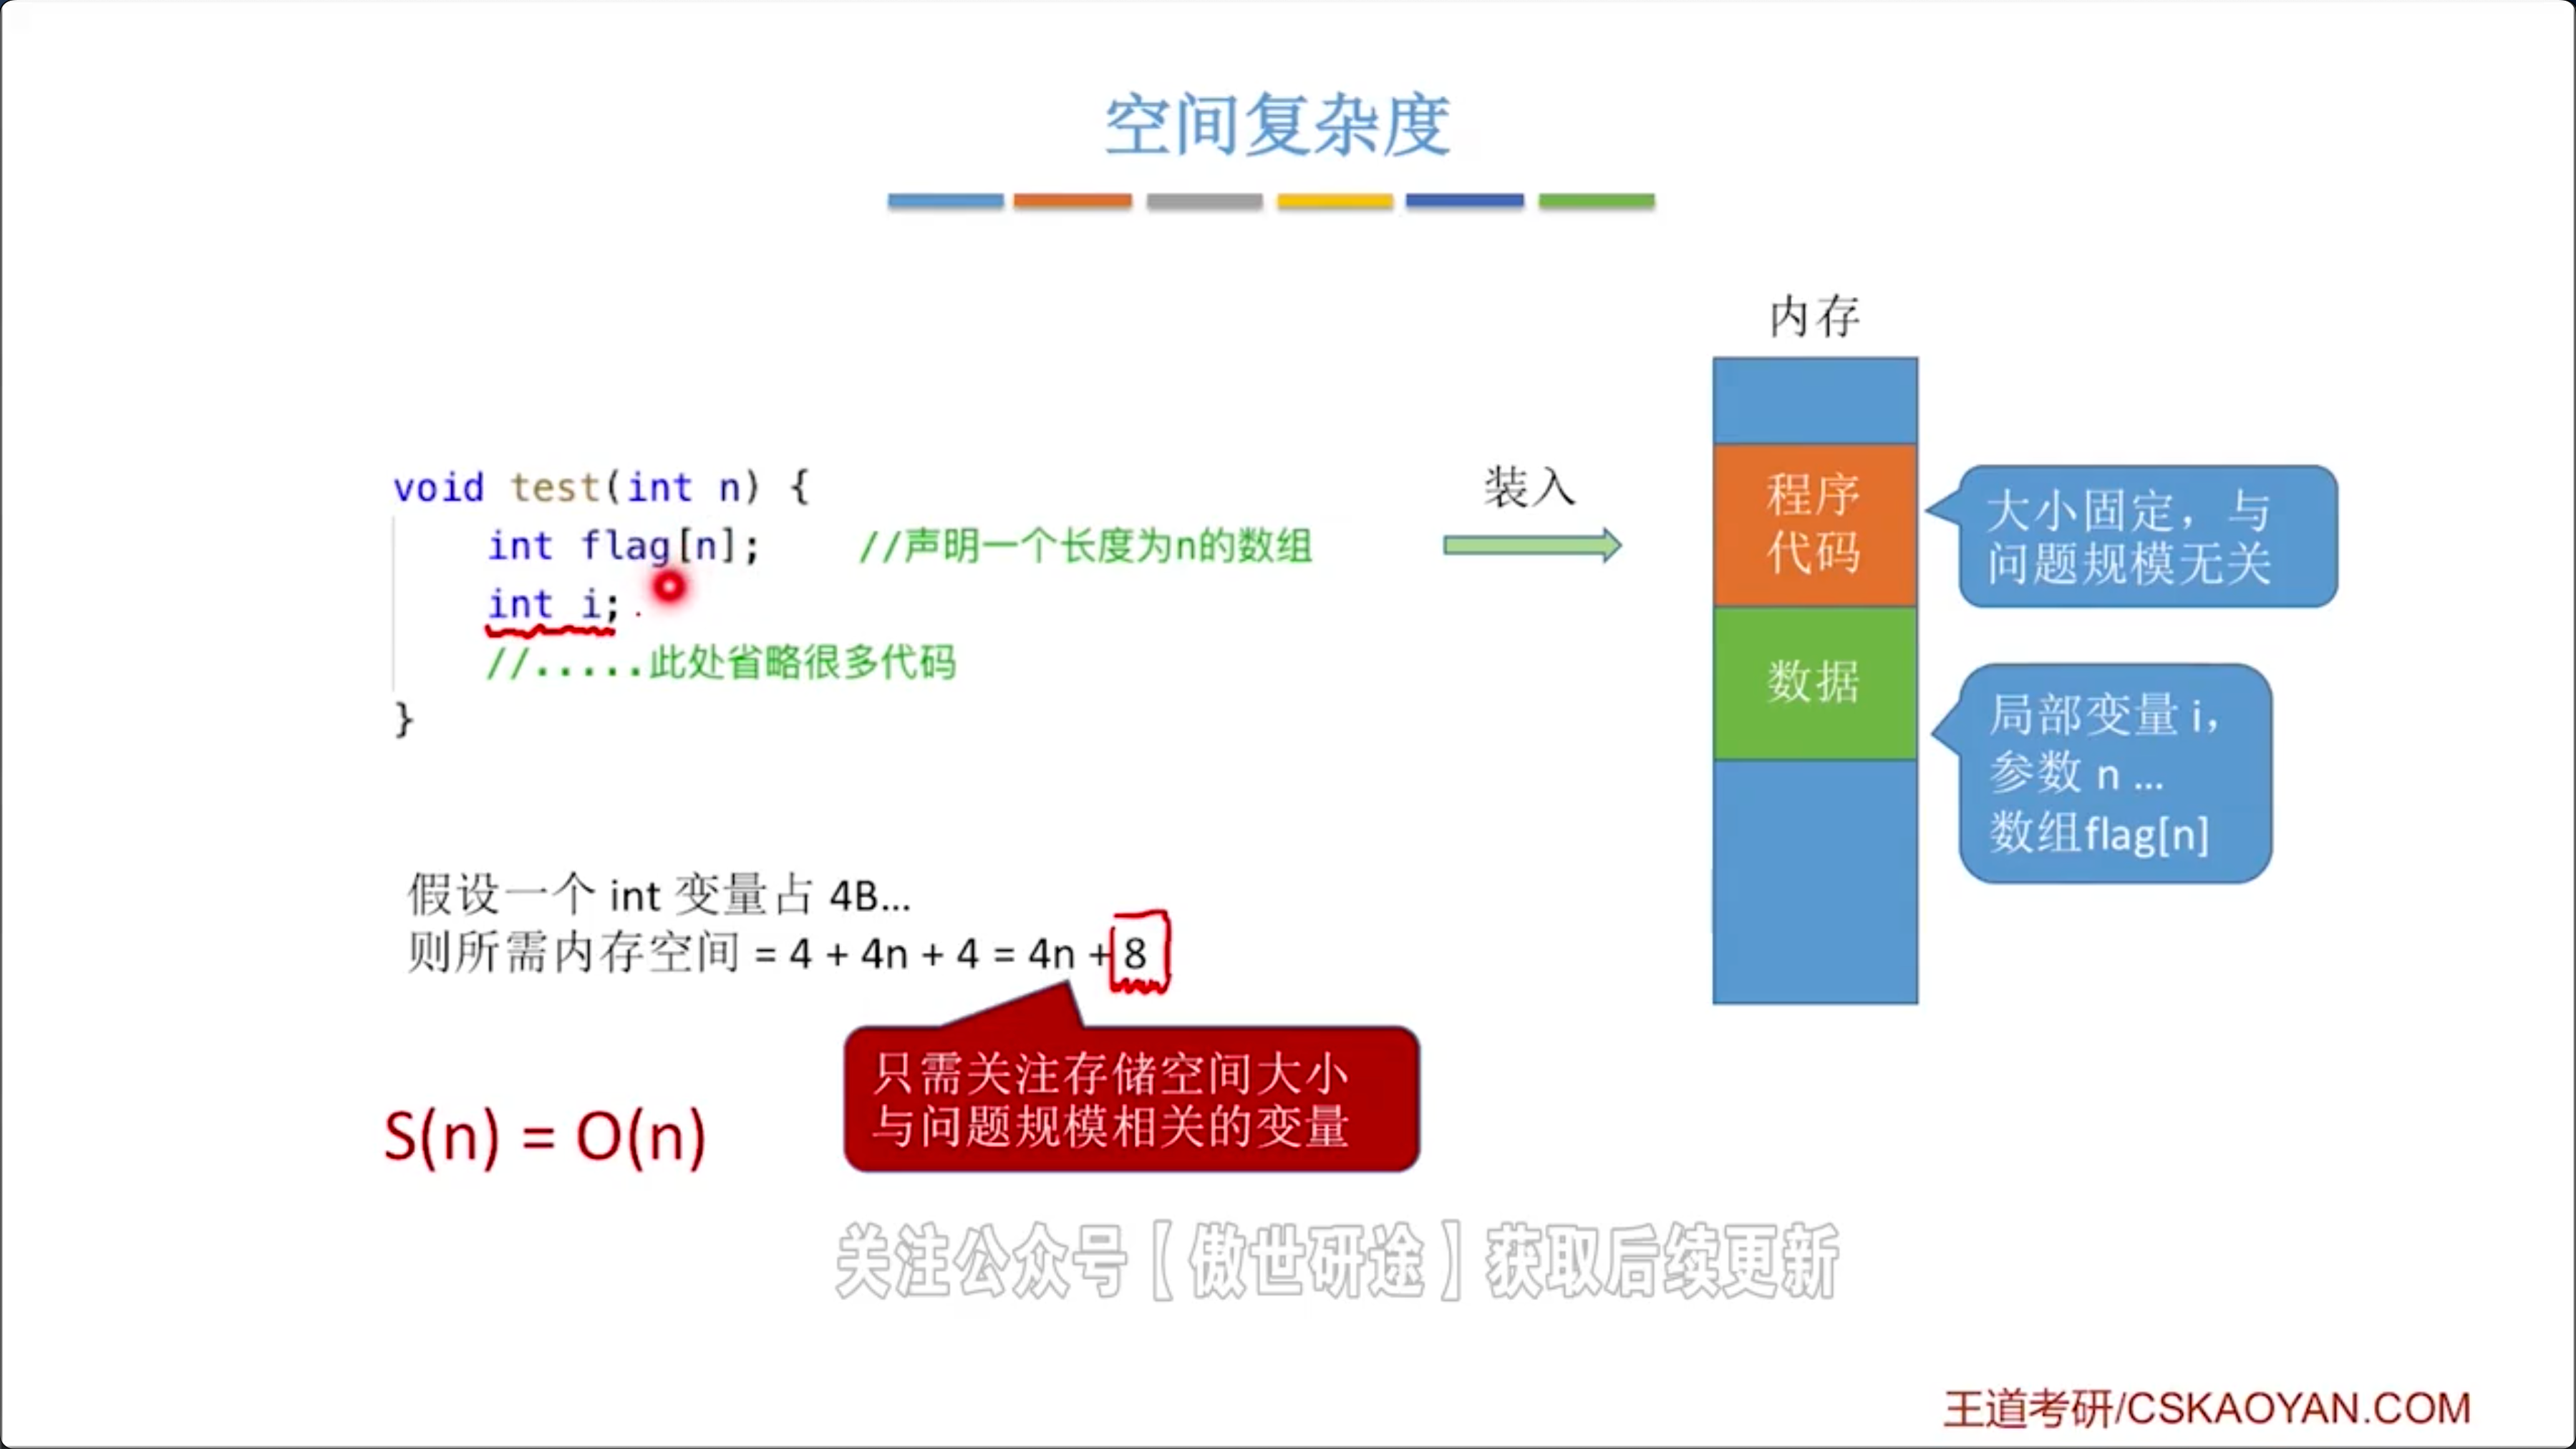 空间复杂度
内存
void test(int n) {
int flag[n]; //声明一个长度为n的数组
int i;
//.....此处省略很多代码
}
装入
程序
代码
大小固定，与
问题规模无关
数据
局部变量 i，
参数 n ...
数组flag[n]
假设一个 int 变量占 4B...
则所需内存空间 = 4 + 4n + 4 = 4n + 8
只需关注存储空间大小
与问题规模相关的变量
S(n) = O(n)
关注公众号【傲世研途】获取后续更新
王道考研/CSKAOYAN.COM